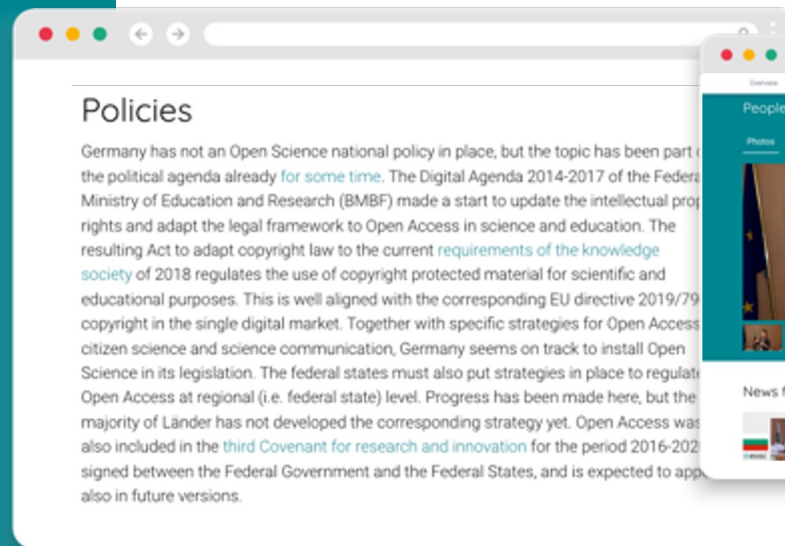 Policies
Germany has not an Open Science national policy in place, but the topic has been part
the political agenda already for some time. The Digital Agenda 2014-2017 of the
Ministry of Education and Research (BMBF) made a start to update the intellectual
rights and adapt the legal framework to Open Access in science and education. The
resulting Act to adapt copyright law to the current requirements of the knowledge
society of 2018 regulates the use of copyright protected material for scientific and
educational purposes. This is well aligned with the corresponding EU directive 2019/79
copyright in the single digital market. Together with specific strategies for Open Access
citizen science and science communication, Germany seems on track to install Open
Science in its legislation. The federal states must also put strategies in place to
Open Access at regional (i.e. federal state) level. Progress has been made here, but the
majority of Länder has not developed the corresponding strategy yet. Open Access was
also included in the third Covenant for research and innovation for the period
signed between the Federal Government and the Federal States, and is expected to
also in future versions.
Overview
People
Photos
News